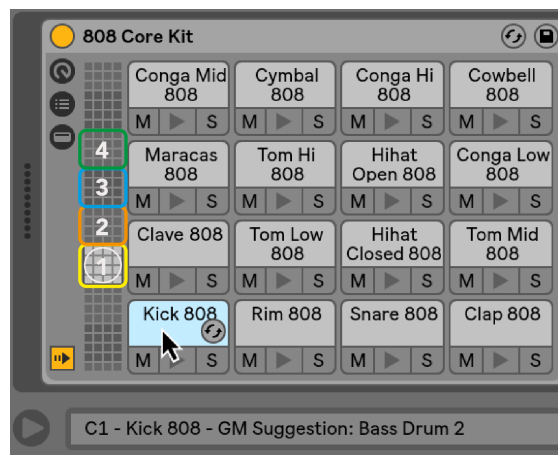 808 Core Kit
Conga Mid 808
Cymbal 808
Conga Hi 808
Cowbell 808
M S M S M S M S
4
Maracas 808
Tom Hi 808
Hihat Open 808
Conga Low 808
3
M S M S M S M S
2
Clave 808
Tom Low 808
Hihat Closed 808
Tom Mid 808
1
M S M S M S M S
Kick 808
Rim 808
Snare 808
Clap 808
M S M S M S M S
C1 - Kick 808 - GM Suggestion: Bass Drum 2